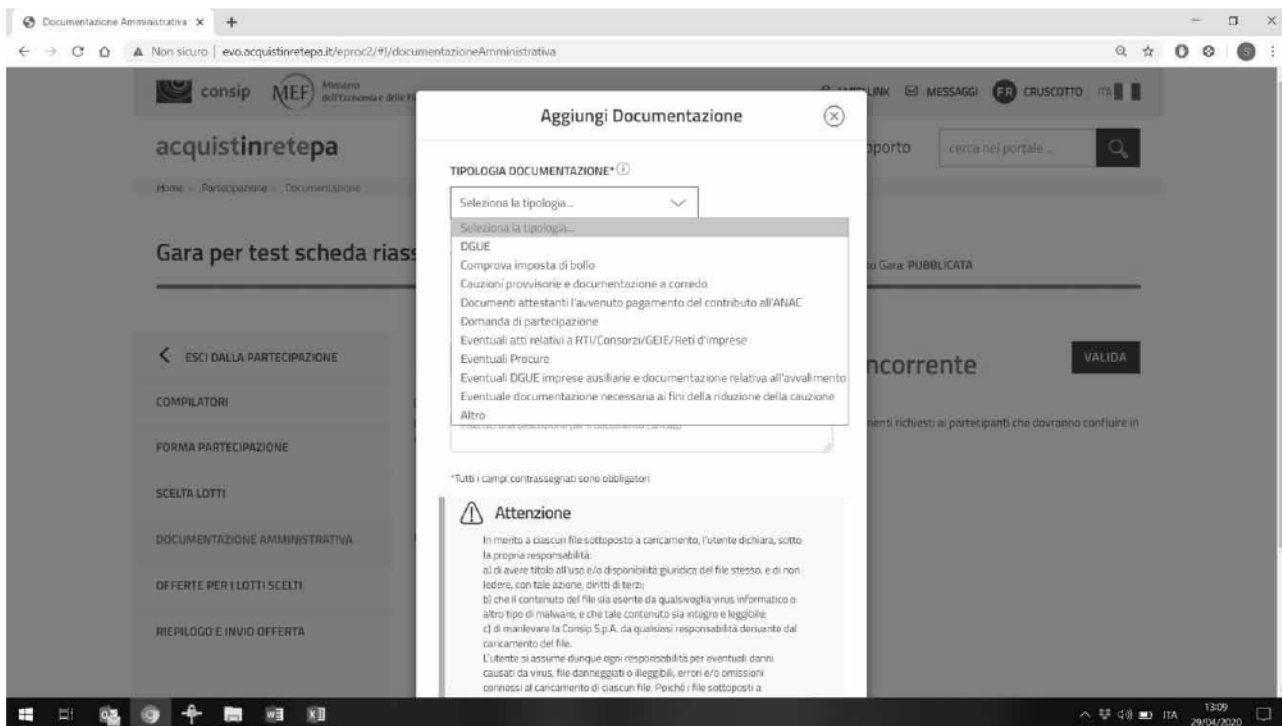 Documentazione Amministrativa
Non sicuro | evo.acquistinretepa.it/eproc2/#!/documentazioneAmministrativa
consip
MEF Ministero
dell'Economia e delle
LINK
MESSAGGI
FR
CRUSCOTTO
ITA
S
acquistinretepa
pporto
cerca nel portale ...
Home > Partecipazione > Documentazione
Gara per test scheda riass
Gara: PUBBLICATA
ESCI DALLA PARTECIPAZIONE
COMPILATORI
FORMA PARTECIPAZIONE
SCELTA LOTTI
DOCUMENTAZIONE AMMINISTRATIVA
OFFERTE PER I LOTTI SCELTI
RIEPILOGO E INVIO OFFERTA
ncorrente
VALIDA
menti richiesti ai partecipanti che dovranno confluire in
Aggiungi Documentazione
TIPOLOGIA DOCUMENTAZIONE*
Seleziona la tipologia...
Seleziona la tipologia...
DGUE
Comprova imposta di bollo
Cauzioni provvisorie e documentazione a corredo
Documenti attestanti l'avvenuto pagamento del contributo all'ANAC
Domanda di partecipazione
Eventuali atti relativi a RTI/Consorzi/GEIE/Reti d'imprese
Eventuali Procure
Eventuali DGUE imprese ausiliarie e documentazione relativa all'avvalimento
Eventuale documentazione necessaria ai fini della riduzione della cauzione
Altro
*Tutti i campi contrassegnati sono obbligatori
Attenzione
In merito a ciascun file sottoposto a caricamento, l'utente dichiara, sotto
la propria responsabilità:
a) di avere titolo all'uso e/o disponibilità giuridica del file stesso, e di non
ledere, con tale azione, diritti di terzi;
b) che il contenuto del file sia esente da qualsivoglia virus informatico o
altro tipo di malware, e che tale contenuto sia integro e leggibile;
c) di manlevare la Consip S.p.A. da qualsiasi responsabilità derivante dal
caricamento del file.
L'utente si assume dunque ogni responsabilità per eventuali danni
causati da virus, file danneggiati o illeggibili, errori e/o omissioni
connessi al caricamento di ciascun file. Poiché i file sottoposti a
ITA
13:09
29/04/2020